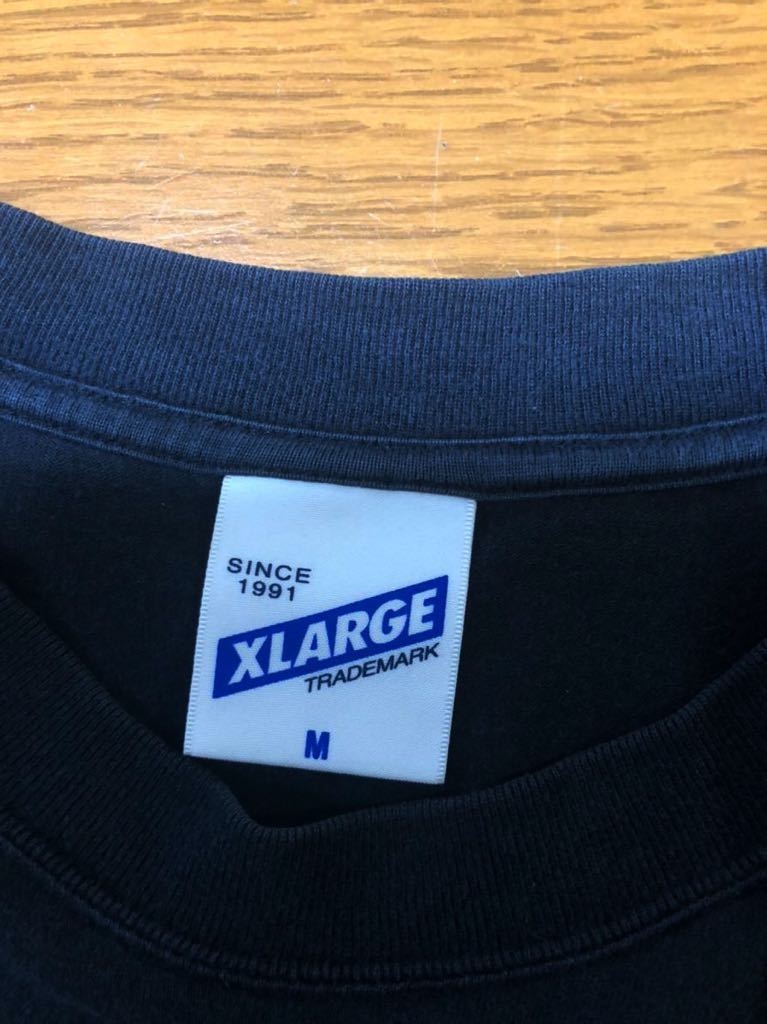 SINCE
1991
XLARGE
TRADEMARK
M